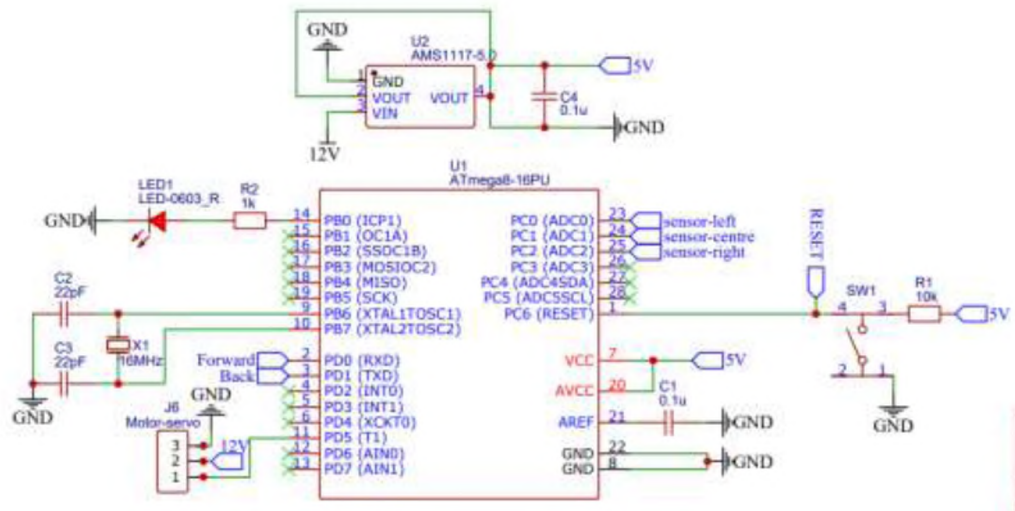 GND
U2
AMS1117-5.0
1 GND
2 VOUT VOUT 4
3 VIN
12V
5V
C4
0.1u
GND
U1
ATmega8-16PU
LED1
LED-0603_R
R2
1k
GND
14 PB0 (ICP1)
15 PB1 (OC1A)
16 PB2 (SSOC1B)
17 PB3 (MOSIOC2)
18 PB4 (MISO)
19 PB5 (SCK)
9 PB6 (XTAL1TOSC1)
10 PB7 (XTAL2TOSC2)
2 PD0 (RXD)
3 PD1 (TXD)
4 PD2 (INT0)
5 PD3 (INT1)
6 PD4 (XCKT0)
11 PD5 (T1)
12 PD6 (AIN0)
13 PD7 (AIN1)
PC0 (ADC0) 23 sensor-left
PC1 (ADC1) 24 sensor-centre
PC2 (ADC2) 25 sensor-right
PC3 (ADC3) 26
PC4 (ADC4SDA) 27
PC5 (ADC5SCL) 28
PC6 (RESET) 1
VCC 7
5V
AVCC 20
AREF 21
C1
0.1u
GND
GND 22
GND 8
GND
C2
22pF
C3
22pF
X1
16MHz
GND
Forward
Back
GND
J6
Motor-servo
3
2
1
12V
RESET
SW1
4 3
2 1
R1
10k
5V
GND